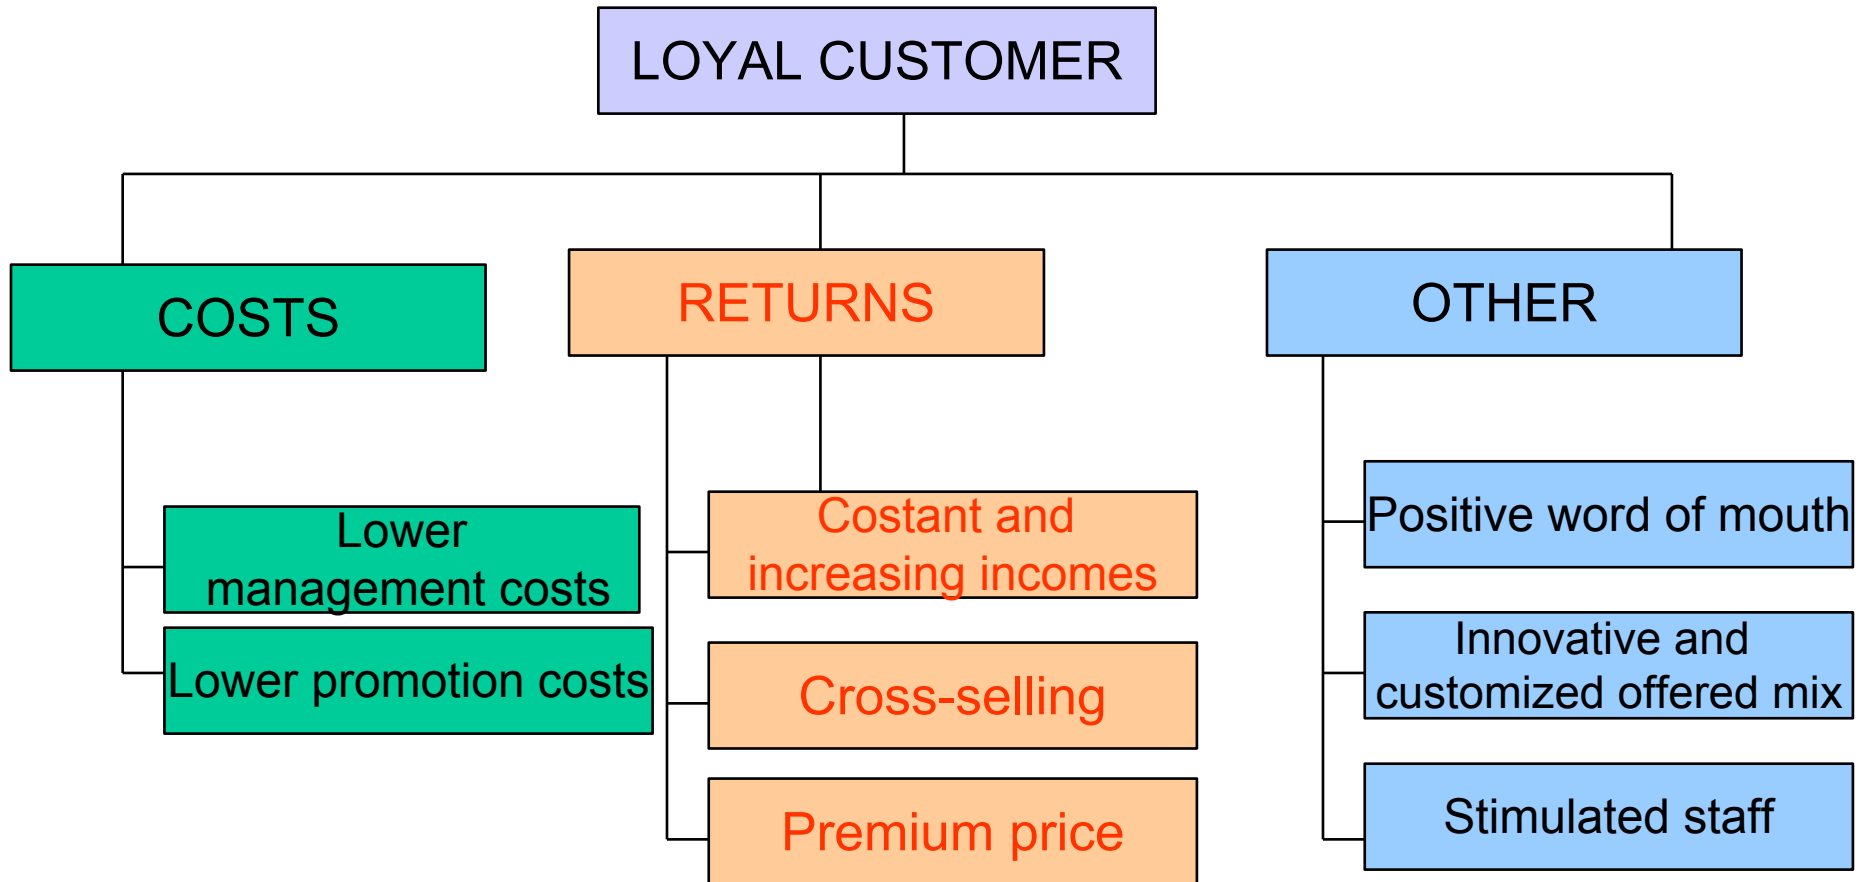 LOYAL CUSTOMER
COSTS
RETURNS
OTHER
Lower
management costs
Lower promotion costs
Costant and
increasing incomes
Cross-selling
Premium price
Positive word of mouth
Innovative and
customized offered mix
Stimulated staff